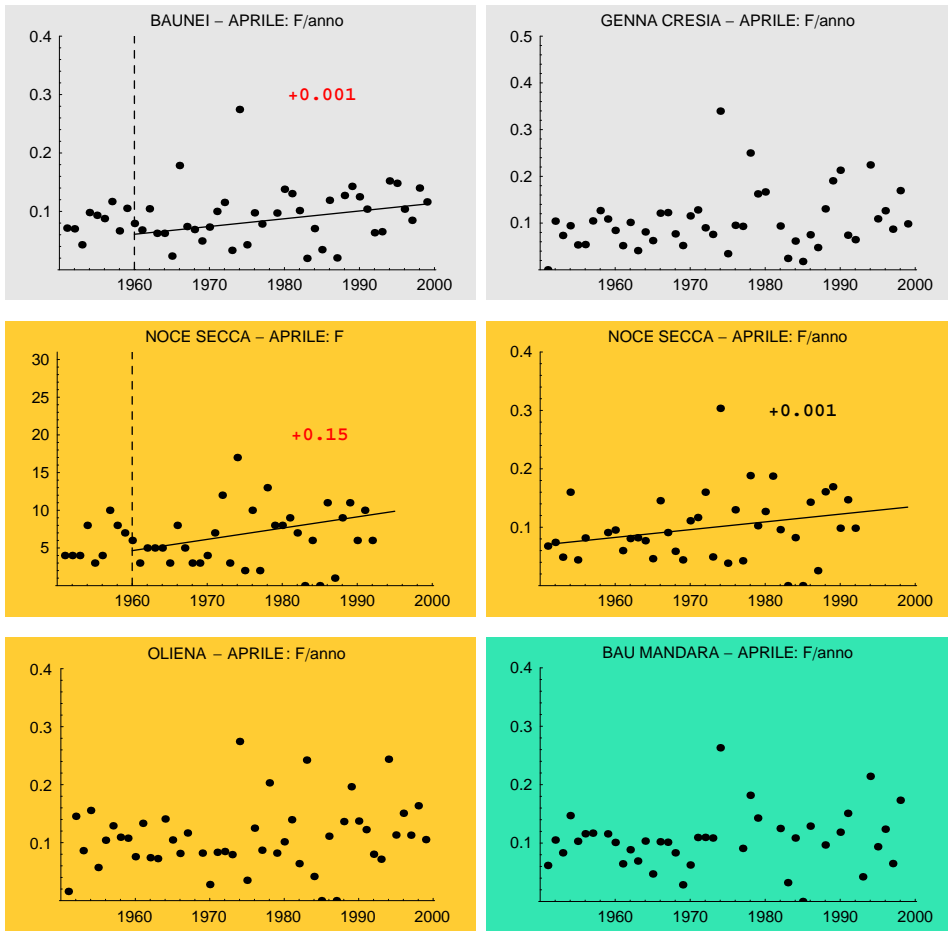 BAUNEI – APRILE: F/anno
0.4
0.3
0.2
0.1
+0.001
1960 1970 1980 1990 2000
GENNA CRESIA – APRILE: F/anno
0.5
0.4
0.3
0.2
0.1
1960 1970 1980 1990 2000
NOCE SECCA – APRILE: F
30
25
20
15
10
5
+0.15
1960 1970 1980 1990 2000
NOCE SECCA – APRILE: F/anno
0.4
0.3
0.2
0.1
+0.001
1960 1970 1980 1990 2000
OLIENA – APRILE: F/anno
0.4
0.3
0.2
0.1
1960 1970 1980 1990 2000
BAU MANDARA – APRILE: F/anno
0.4
0.3
0.2
0.1
1960 1970 1980 1990 2000